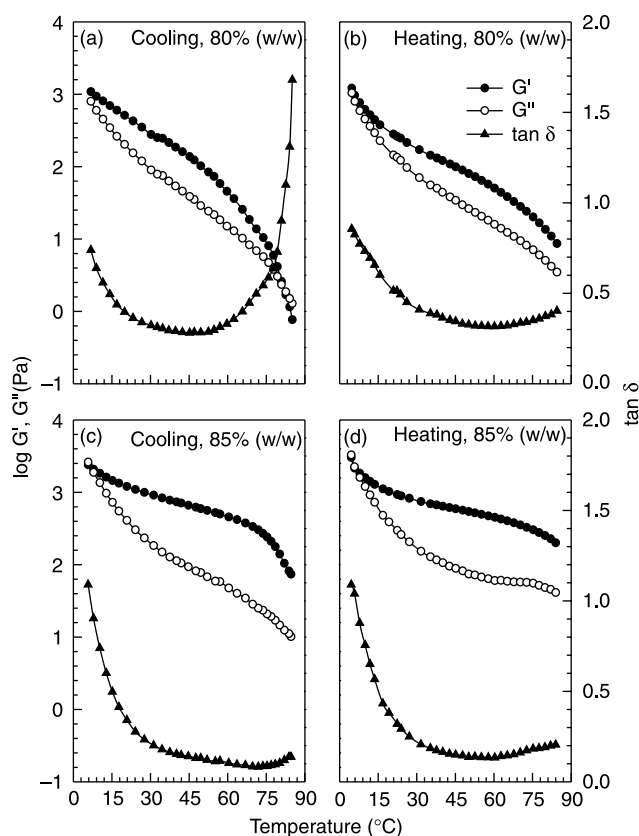 (a) Cooling, 80% (w/w)
(b) Heating, 80% (w/w)
G'
G"
tan δ
4
3
2
1
0
–1
2.0
1.5
1.0
0.5
0.0
(c) Cooling, 85% (w/w)
(d) Heating, 85% (w/w)
4
3
2
1
0
–1
2.0
1.5
1.0
0.5
0.0
log G', G"(Pa)
tan δ
0 15 30 45 60 75 90
0 15 30 45 60 75 90
Temperature (°C)